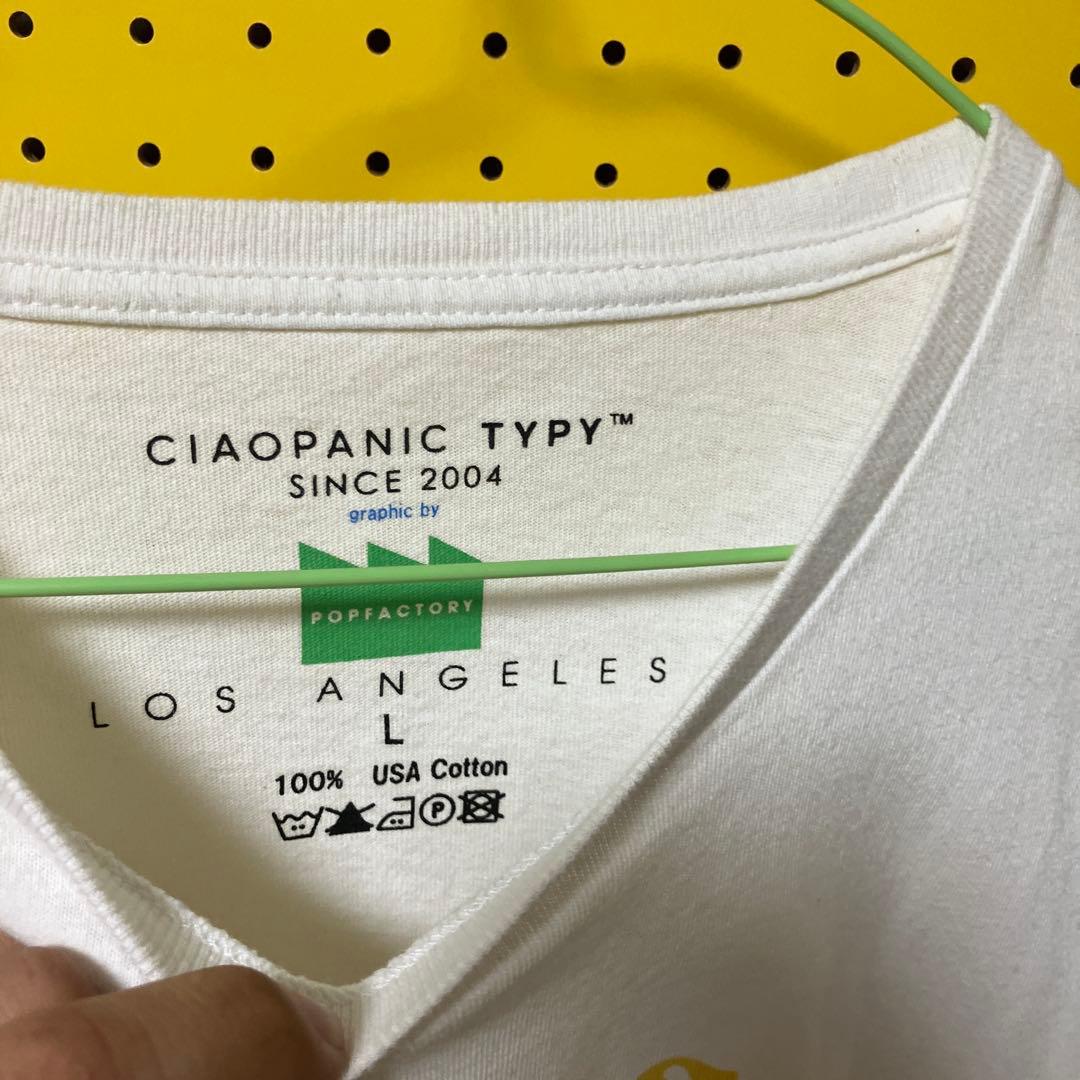 CIAOPANIC TYPY™
SINCE 2004
graphic by
POPFACTORY
LOS ANGELES
L
100% USA Cotton
P